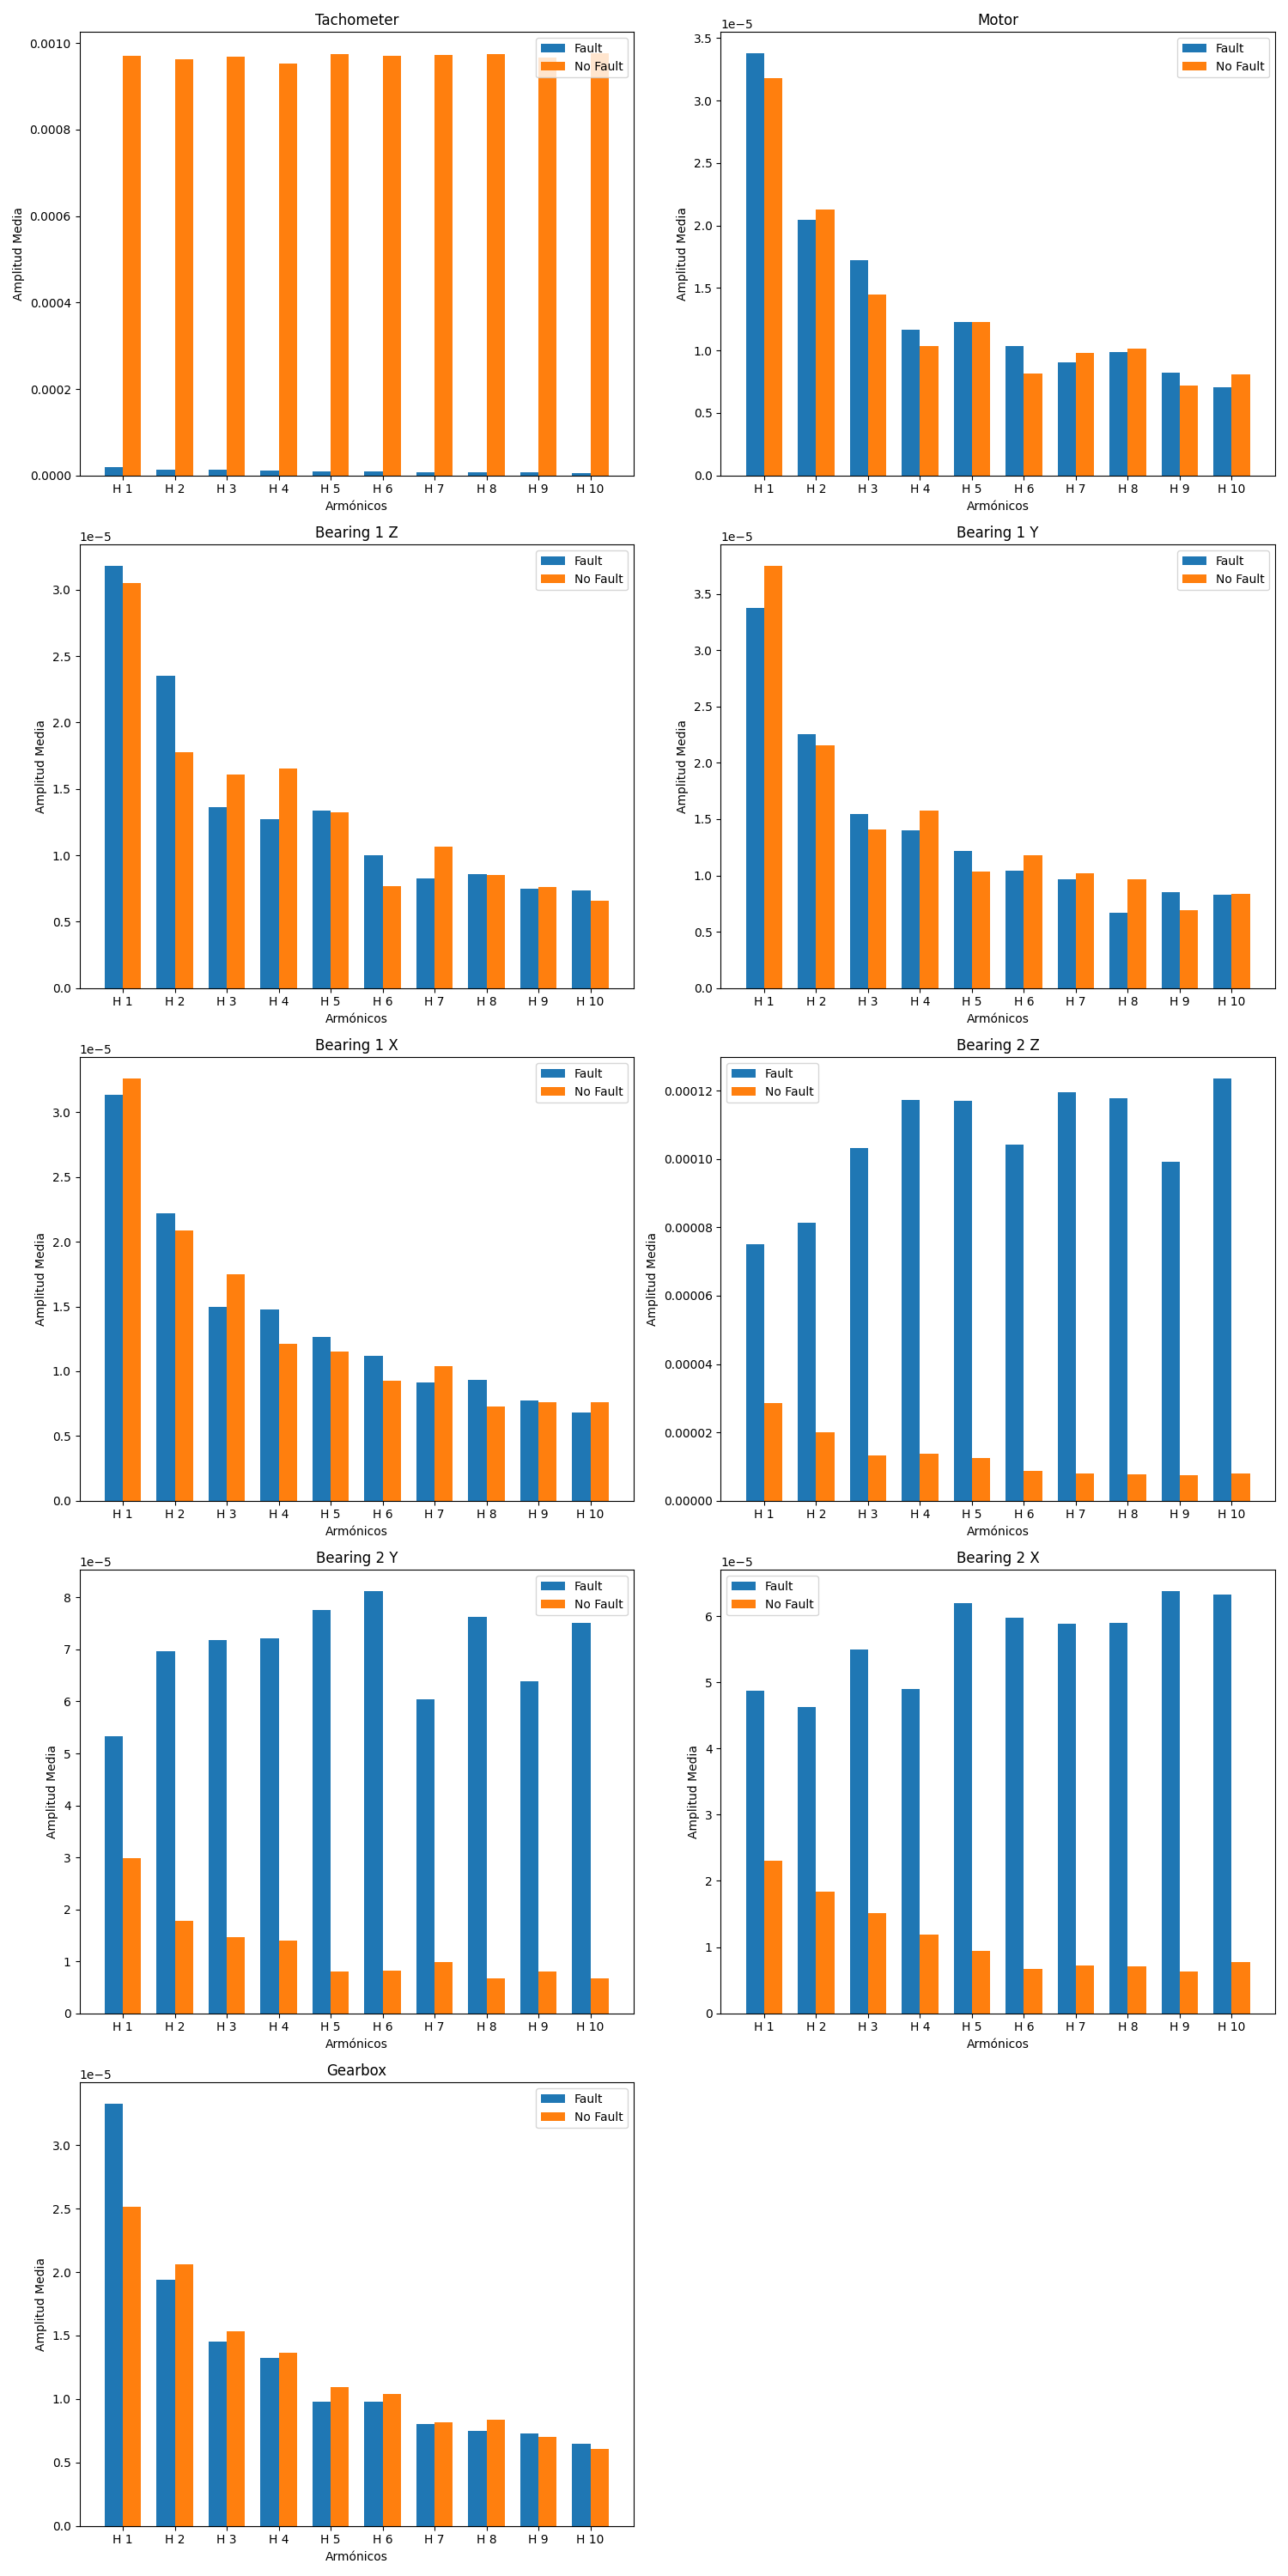 Tachometer
0.0010
0.0008
0.0006
0.0004
0.0002
0.0000
Amplitud Media
H 1 H 2 H 3 H 4 H 5 H 6 H 7 H 8 H 9 H 10
Armónicos
Fault
No Fault
Motor
1e−5
3.5
3.0
2.5
2.0
1.5
1.0
0.5
0.0
Amplitud Media
H 1 H 2 H 3 H 4 H 5 H 6 H 7 H 8 H 9 H 10
Armónicos
Fault
No Fault
Bearing 1 Z
1e−5
3.0
2.5
2.0
1.5
1.0
0.5
0.0
Amplitud Media
H 1 H 2 H 3 H 4 H 5 H 6 H 7 H 8 H 9 H 10
Armónicos
Fault
No Fault
Bearing 1 Y
1e−5
3.5
3.0
2.5
2.0
1.5
1.0
0.5
0.0
Amplitud Media
H 1 H 2 H 3 H 4 H 5 H 6 H 7 H 8 H 9 H 10
Armónicos
Fault
No Fault
Bearing 1 X
1e−5
3.0
2.5
2.0
1.5
1.0
0.5
0.0
Amplitud Media
H 1 H 2 H 3 H 4 H 5 H 6 H 7 H 8 H 9 H 10
Armónicos
Fault
No Fault
Bearing 2 Z
0.00012
0.00010
0.00008
0.00006
0.00004
0.00002
0.00000
Amplitud Media
H 1 H 2 H 3 H 4 H 5 H 6 H 7 H 8 H 9 H 10
Armónicos
Fault
No Fault
Bearing 2 Y
1e−5
8
7
6
5
4
3
2
1
0
Amplitud Media
H 1 H 2 H 3 H 4 H 5 H 6 H 7 H 8 H 9 H 10
Armónicos
Fault
No Fault
Bearing 2 X
1e−5
6
5
4
3
2
1
0
Amplitud Media
H 1 H 2 H 3 H 4 H 5 H 6 H 7 H 8 H 9 H 10
Armónicos
Fault
No Fault
Gearbox
1e−5
3.0
2.5
2.0
1.5
1.0
0.5
0.0
Amplitud Media
H 1 H 2 H 3 H 4 H 5 H 6 H 7 H 8 H 9 H 10
Armónicos
Fault
No Fault